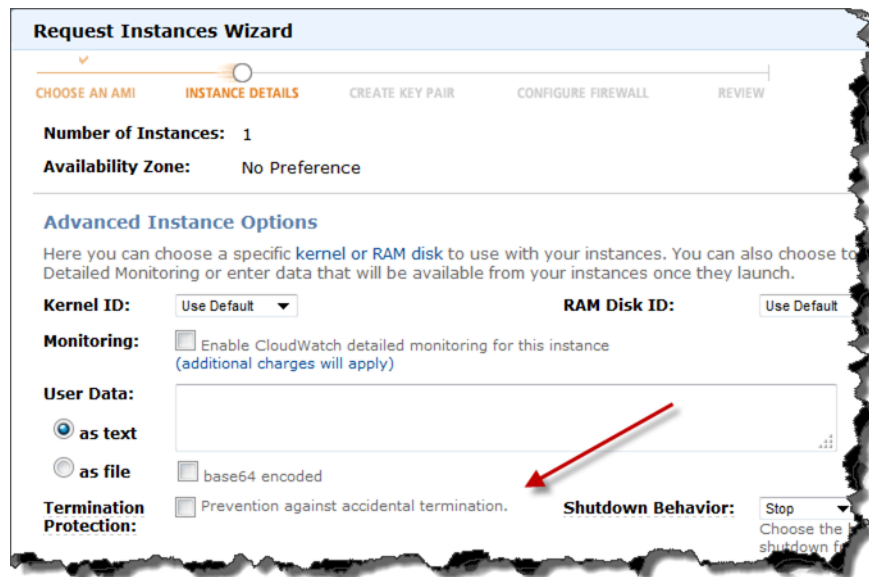 Request Instances Wizard
CHOOSE AN AMI INSTANCE DETAILS CREATE KEY PAIR CONFIGURE FIREWALL REVIEW
Number of Instances: 1
Availability Zone: No Preference
Advanced Instance Options
Here you can choose a specific kernel or RAM disk to use with your instances. You can also choose to
Detailed Monitoring or enter data that will be available from your instances once they launch.
Kernel ID: Use Default RAM Disk ID: Use Default
Monitoring: Enable CloudWatch detailed monitoring for this instance
(additional charges will apply)
User Data:
as text
as file base64 encoded
Termination Prevention against accidental termination. Shutdown Behavior: Stop
Protection:
Choose the
shutdown